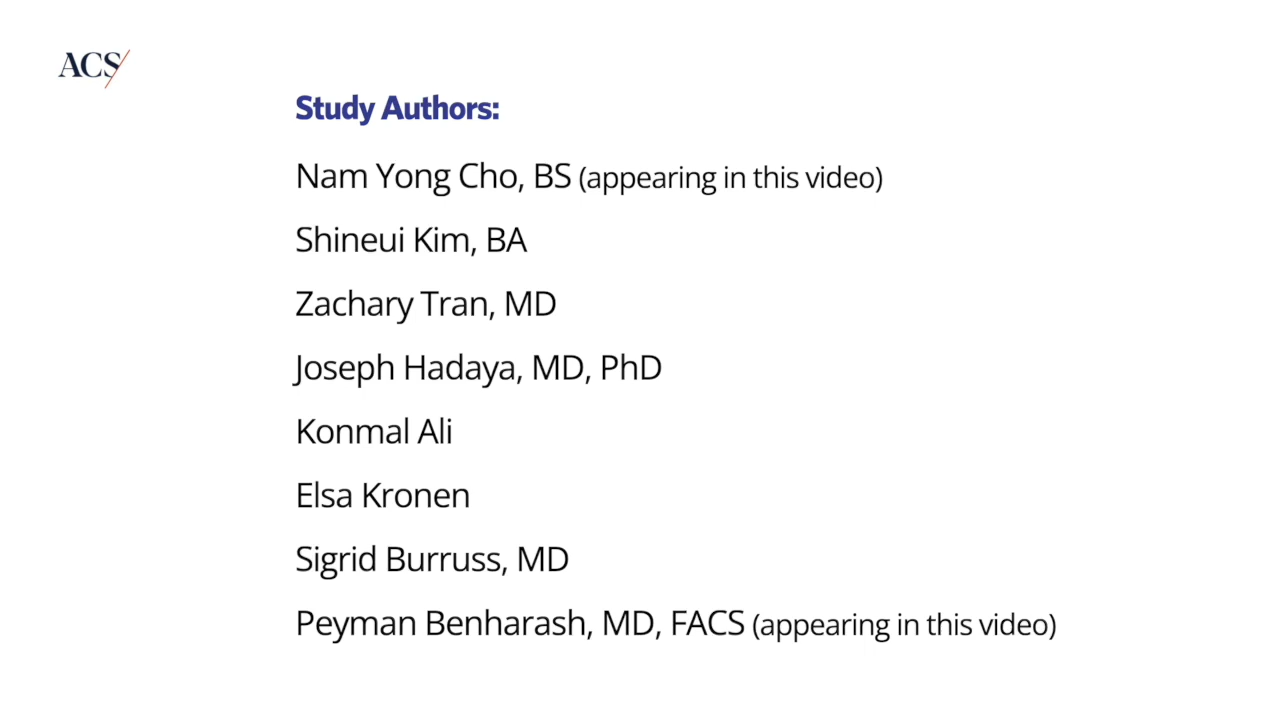 ACS
Study Authors:
Nam Yong Cho, BS (appearing in this video)
Shineui Kim, BA
Zachary Tran, MD
Joseph Hadaya, MD, PhD
Konmal Ali
Elsa Kronen
Sigrid Burruss, MD
Peyman Benharash, MD, FACS (appearing in this video)